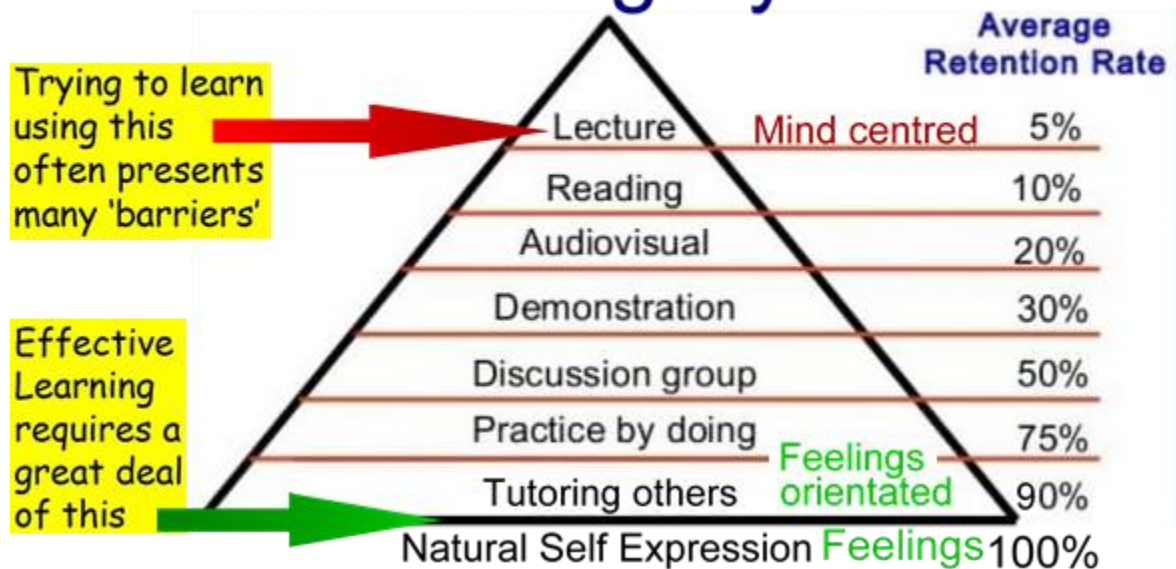 Average
Retention Rate
Trying to learn
using this
often presents
many 'barriers'
Lecture Mind centred 5%
Reading 10%
Audiovisual 20%
Demonstration 30%
Effective
Learning
requires a
great deal
of this
Discussion group 50%
Practice by doing 75%
Feelings
orientated
Tutoring others 90%
Natural Self Expression Feelings 100%